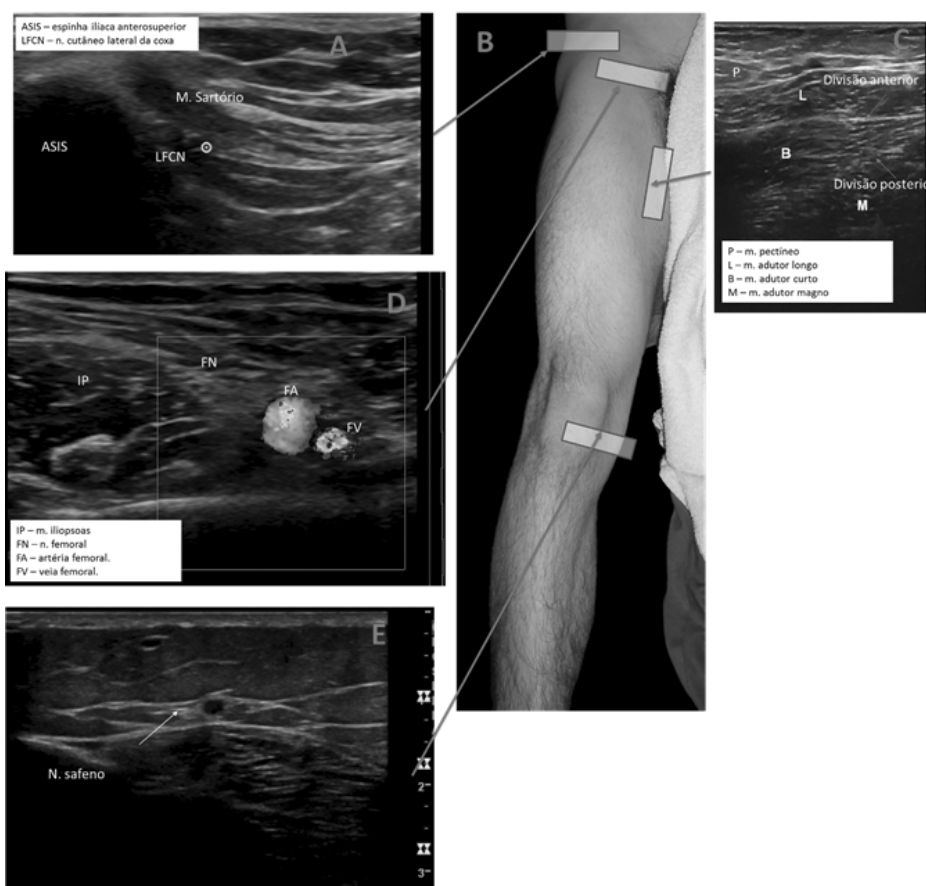 ASIS – espinha ilíaca anterosuperior
LFCN – n. cutâneo lateral da coxa
A
M. Sartório
ASIS
LFCN
B
C
P
Divisão anterior
L
B
Divisão posterior
M
P – m. pectíneo
L – m. adutor longo
B – m. adutor curto
M – m. adutor magno
D
FN
IP
FA
FV
IP – m. iliopsoas
FN – n. femoral
FA – artéria femoral.
FV – veia femoral.
E
N. safeno
2
3